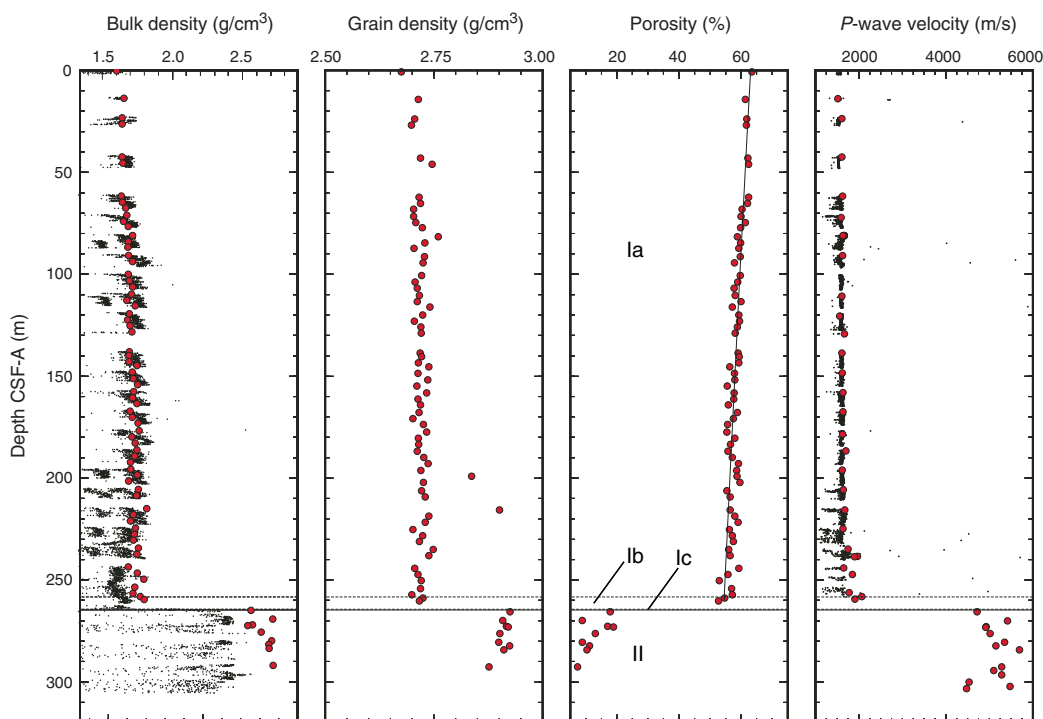 Bulk density (g/cm³) Grain density (g/cm³) Porosity (%) P-wave velocity (m/s)
1.5 2.0 2.5 2.50 2.75 3.00 20 40 60 2000 4000 6000
0
50
Ia
100
150
Depth CSF-A (m)
200
Ib Ic
250
II
300